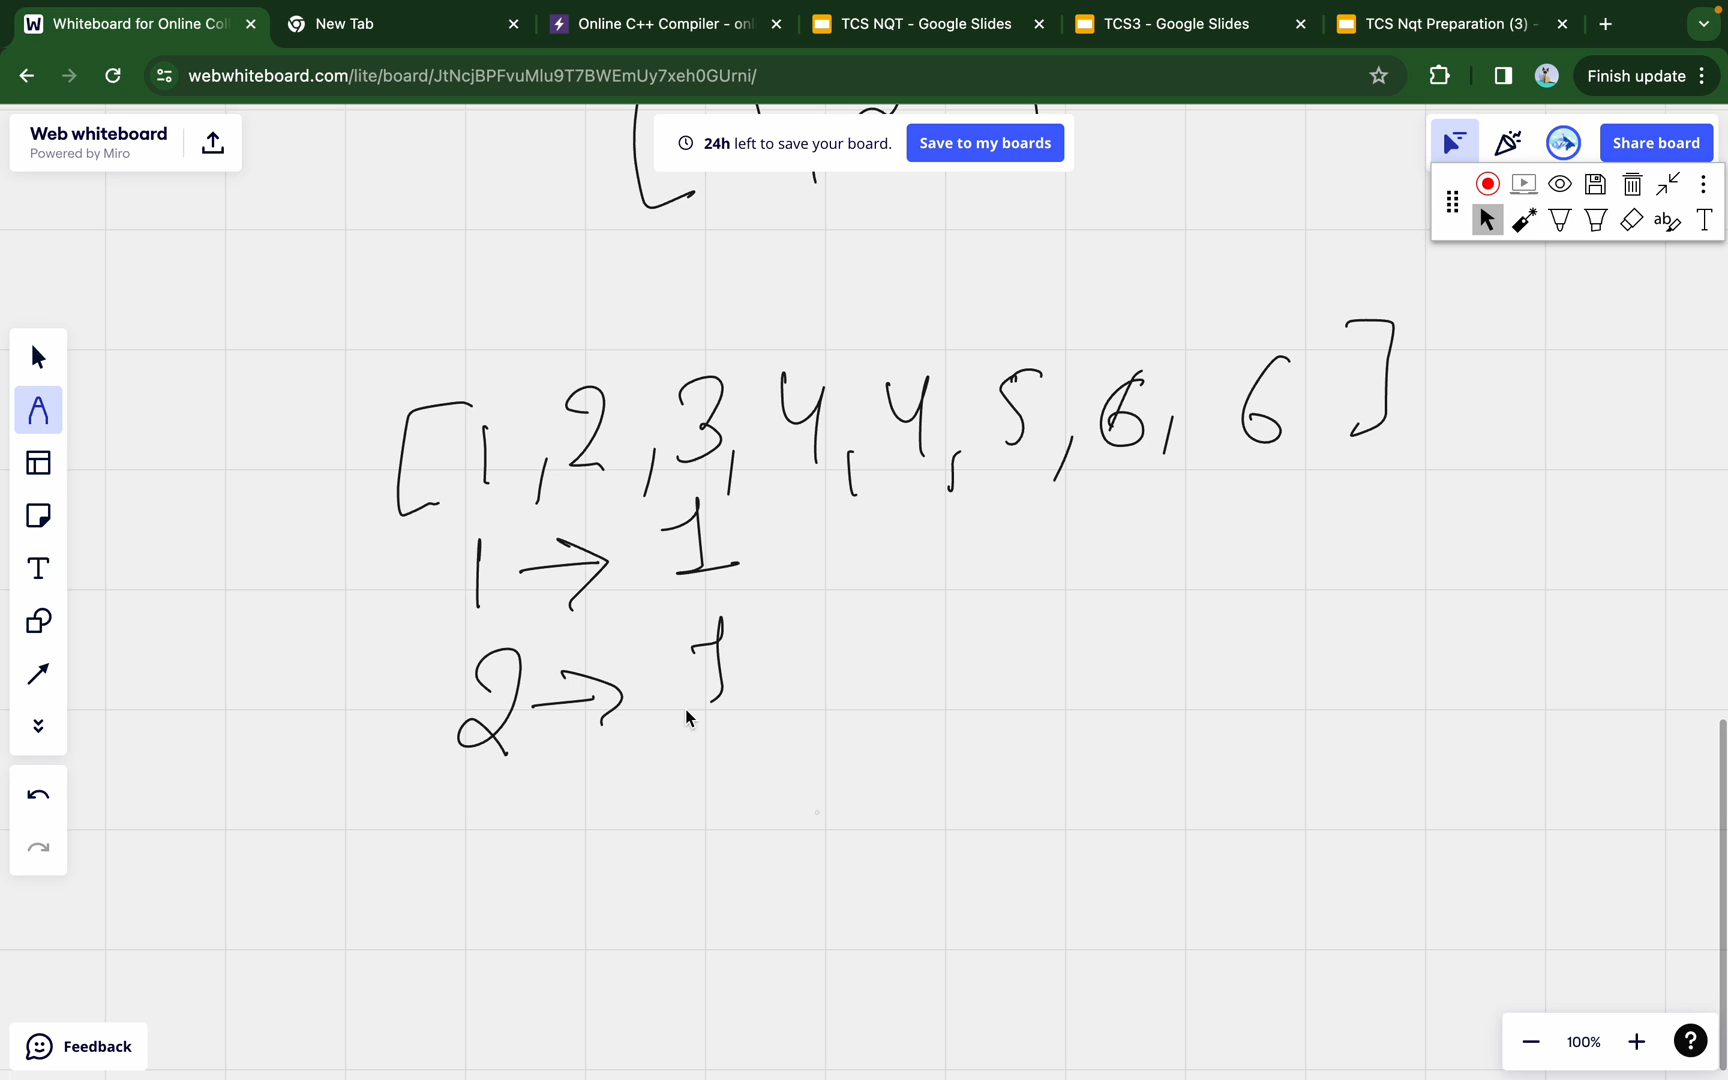 Whiteboard for Online Col
New Tab
Online C++ Compiler - onl
TCS NQT - Google Slides
TCS3 - Google Slides
TCS Nqt Preparation (3) -
webwhiteboard.com/lite/board/JtNcjBPFvuMlu9T7BWEmUy7xeh0GUrni/
Finish update
Web whiteboard
Powered by Miro
24h left to save your board.
Save to my boards
Share board
[1, 2, 3, 4, 4, 5, 6, 6]
1 → 1
2 → 1
Feedback
100%